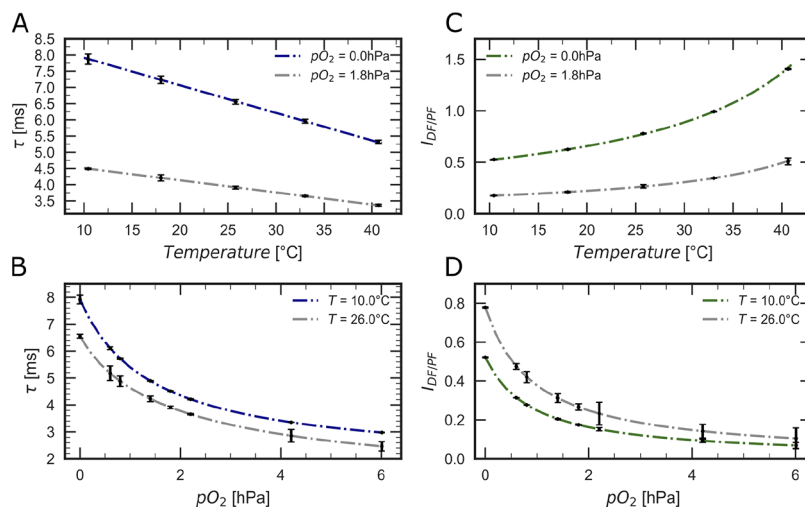 A
8.5
8.0
7.5
7.0
6.5
6.0
5.5
5.0
4.5
4.0
3.5
τ [ms]
pO₂ = 0.0hPa
pO₂ = 1.8hPa
10 15 20 25 30 35 40
Temperature [°C]
C
1.5
1.0
0.5
0.0
I_DF/PF
pO₂ = 0.0hPa
pO₂ = 1.8hPa
10 15 20 25 30 35 40
Temperature [°C]
B
8
7
6
5
4
3
2
τ [ms]
T = 10.0°C
T = 26.0°C
0 2 4 6
pO₂ [hPa]
D
0.8
0.6
0.4
0.2
0.0
I_DF/PF
T = 10.0°C
T = 26.0°C
0 2 4 6
pO₂ [hPa]